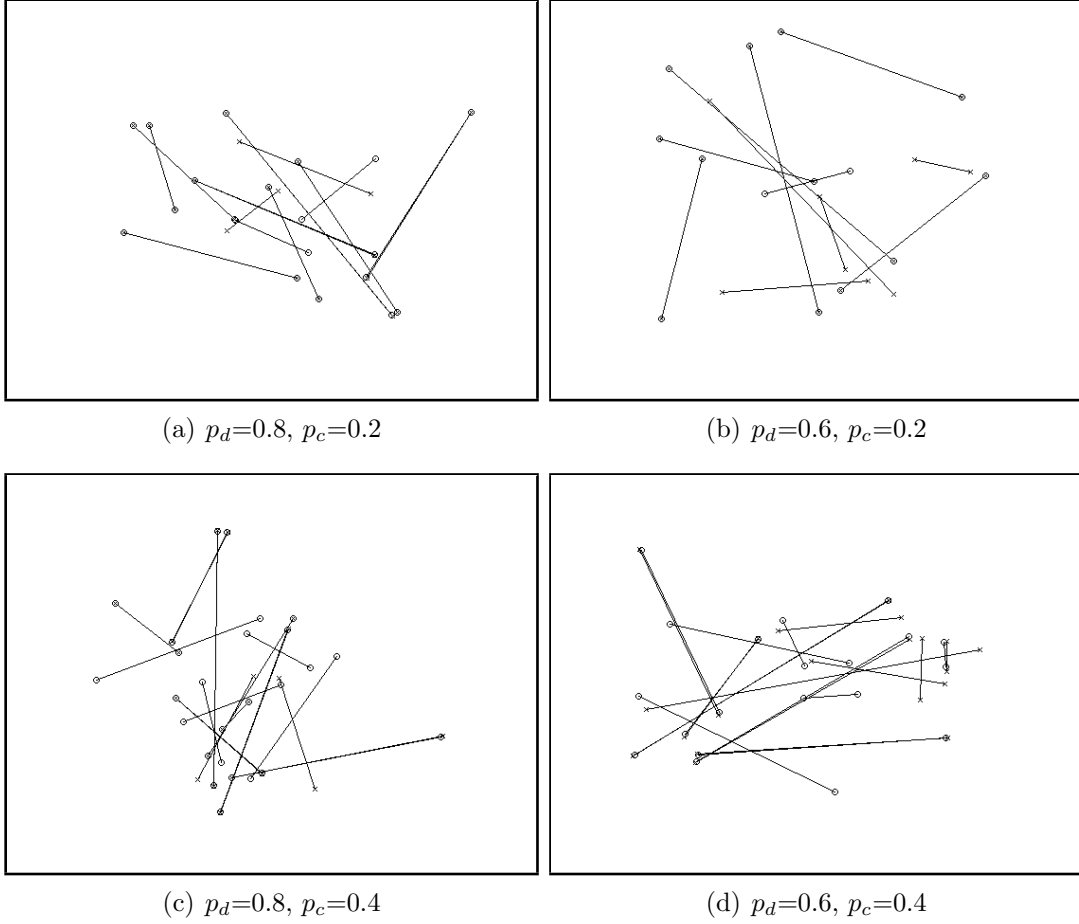 (a) p_d=0.8, p_c=0.2
(b) p_d=0.6, p_c=0.2
(c) p_d=0.8, p_c=0.4
(d) p_d=0.6, p_c=0.4